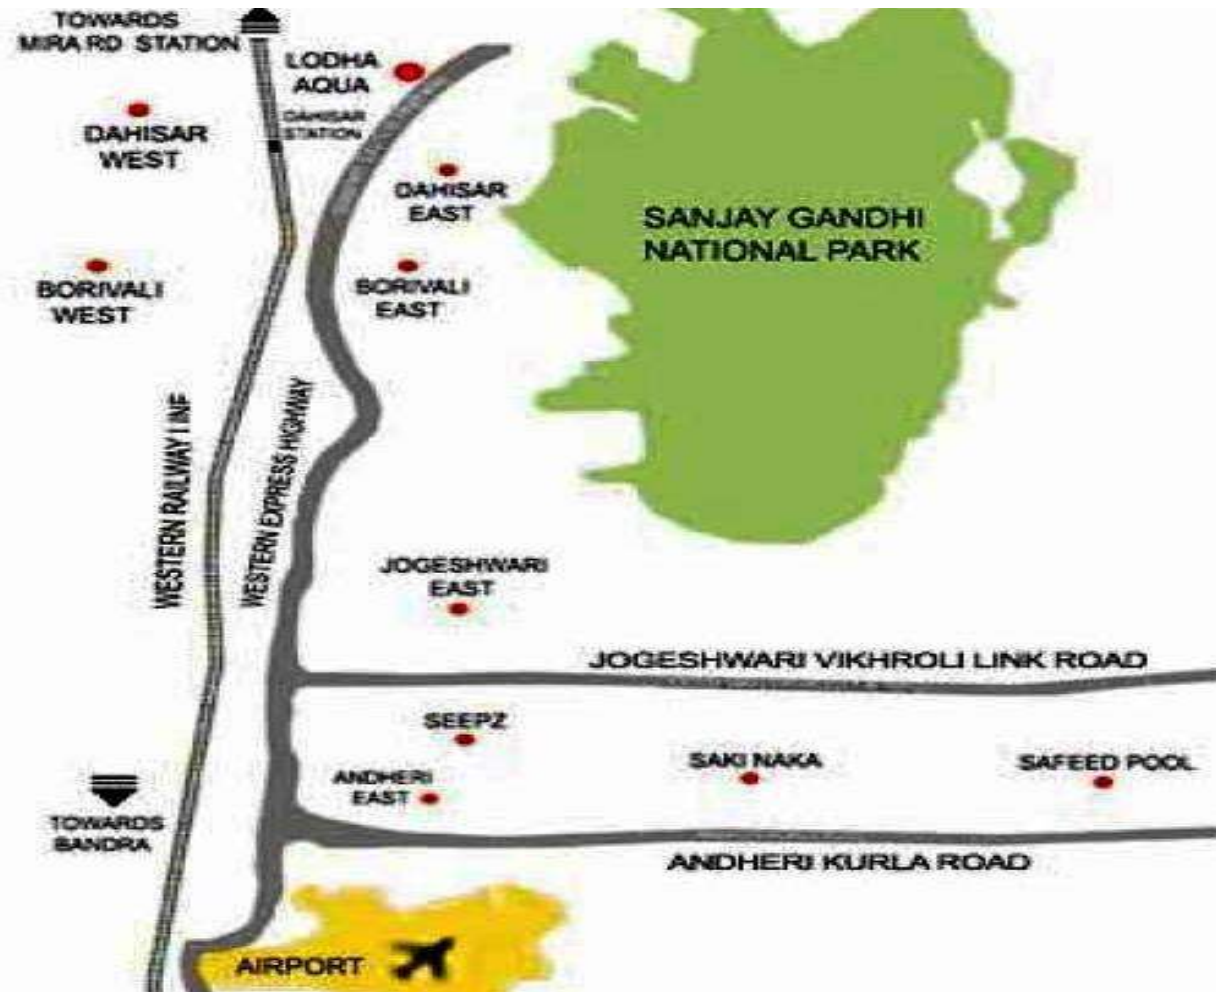 TOWARDS
MIRA RD STATION
LODHA
AQUA
DAHISAR
STATION
DAHISAR
WEST
DAHISAR
EAST
SANJAY GANDHI
NATIONAL PARK
BORIVALI
WEST
BORIVALI
EAST
WESTERN RAILWAY LINE
WESTERN EXPRESS HIGHWAY
JOGESHWARI
EAST
JOGESHWARI VIKHROLI LINK ROAD
SEEPZ
SAKI NAKA
SAFEED POOL
ANDHERI
EAST
TOWARDS
BANDRA
ANDHERI KURLA ROAD
AIRPORT